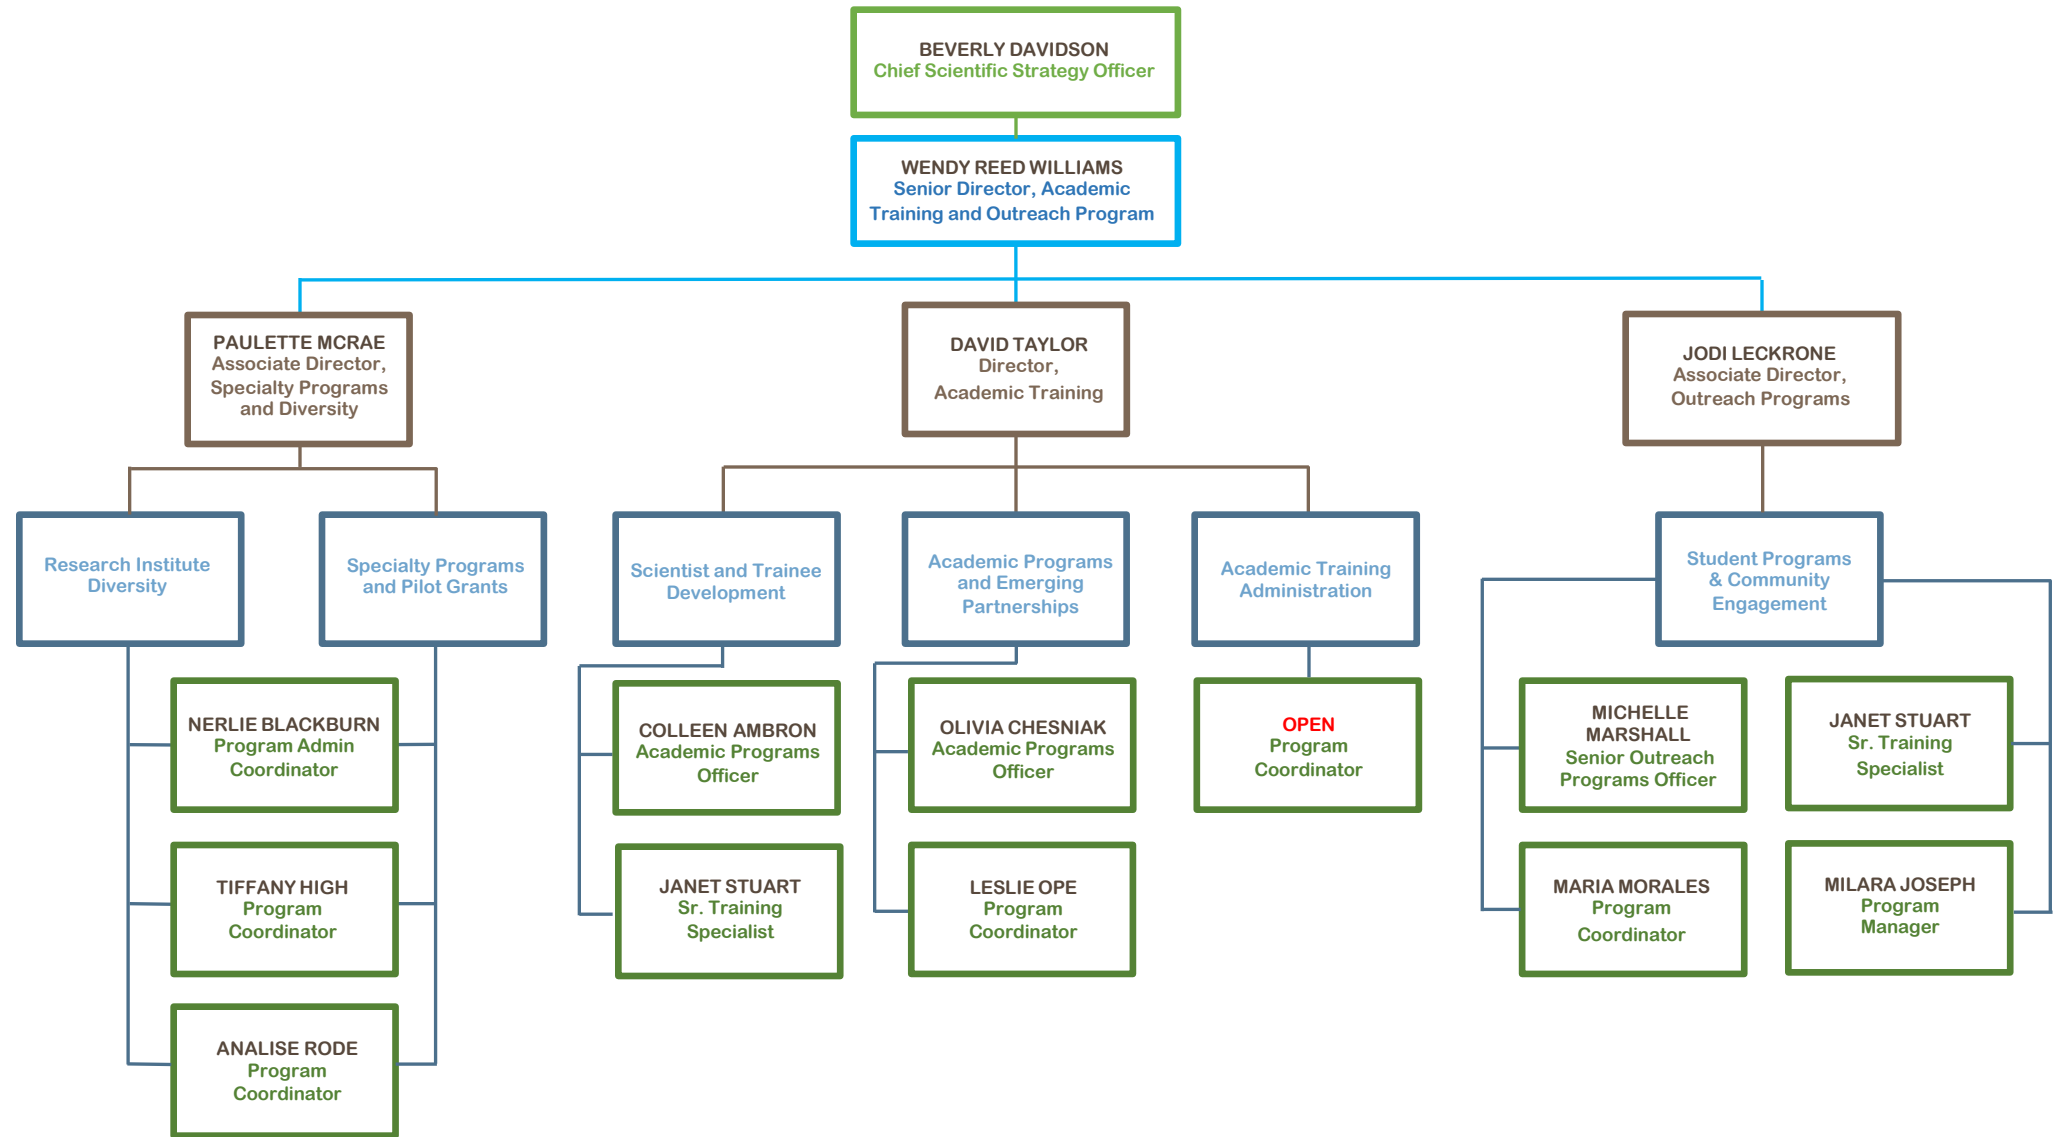 BEVERLY DAVIDSON
Chief Scientific Strategy Officer
WENDY REED WILLIAMS
Senior Director, Academic
Training and Outreach Program
PAULETTE MCRAE
Associate Director,
Specialty Programs
and Diversity
DAVID TAYLOR
Director,
Academic Training
JODI LECKRONE
Associate Director,
Outreach Programs
Research Institute
Diversity
Specialty Programs
and Pilot Grants
Scientist and Trainee
Development
Academic Programs
and Emerging
Partnerships
Academic Training
Administration
Student Programs
& Community
Engagement
NERLIE BLACKBURN
Program Admin
Coordinator
COLLEEN AMBRON
Academic Programs
Officer
OLIVIA CHESNIAK
Academic Programs
Officer
OPEN
Program
Coordinator
MICHELLE
MARSHALL
Senior Outreach
Programs Officer
JANET STUART
Sr. Training
Specialist
TIFFANY HIGH
Program
Coordinator
JANET STUART
Sr. Training
Specialist
LESLIE OPE
Program
Coordinator
MARIA MORALES
Program
Coordinator
MILARA JOSEPH
Program
Manager
ANALISE RODE
Program
Coordinator